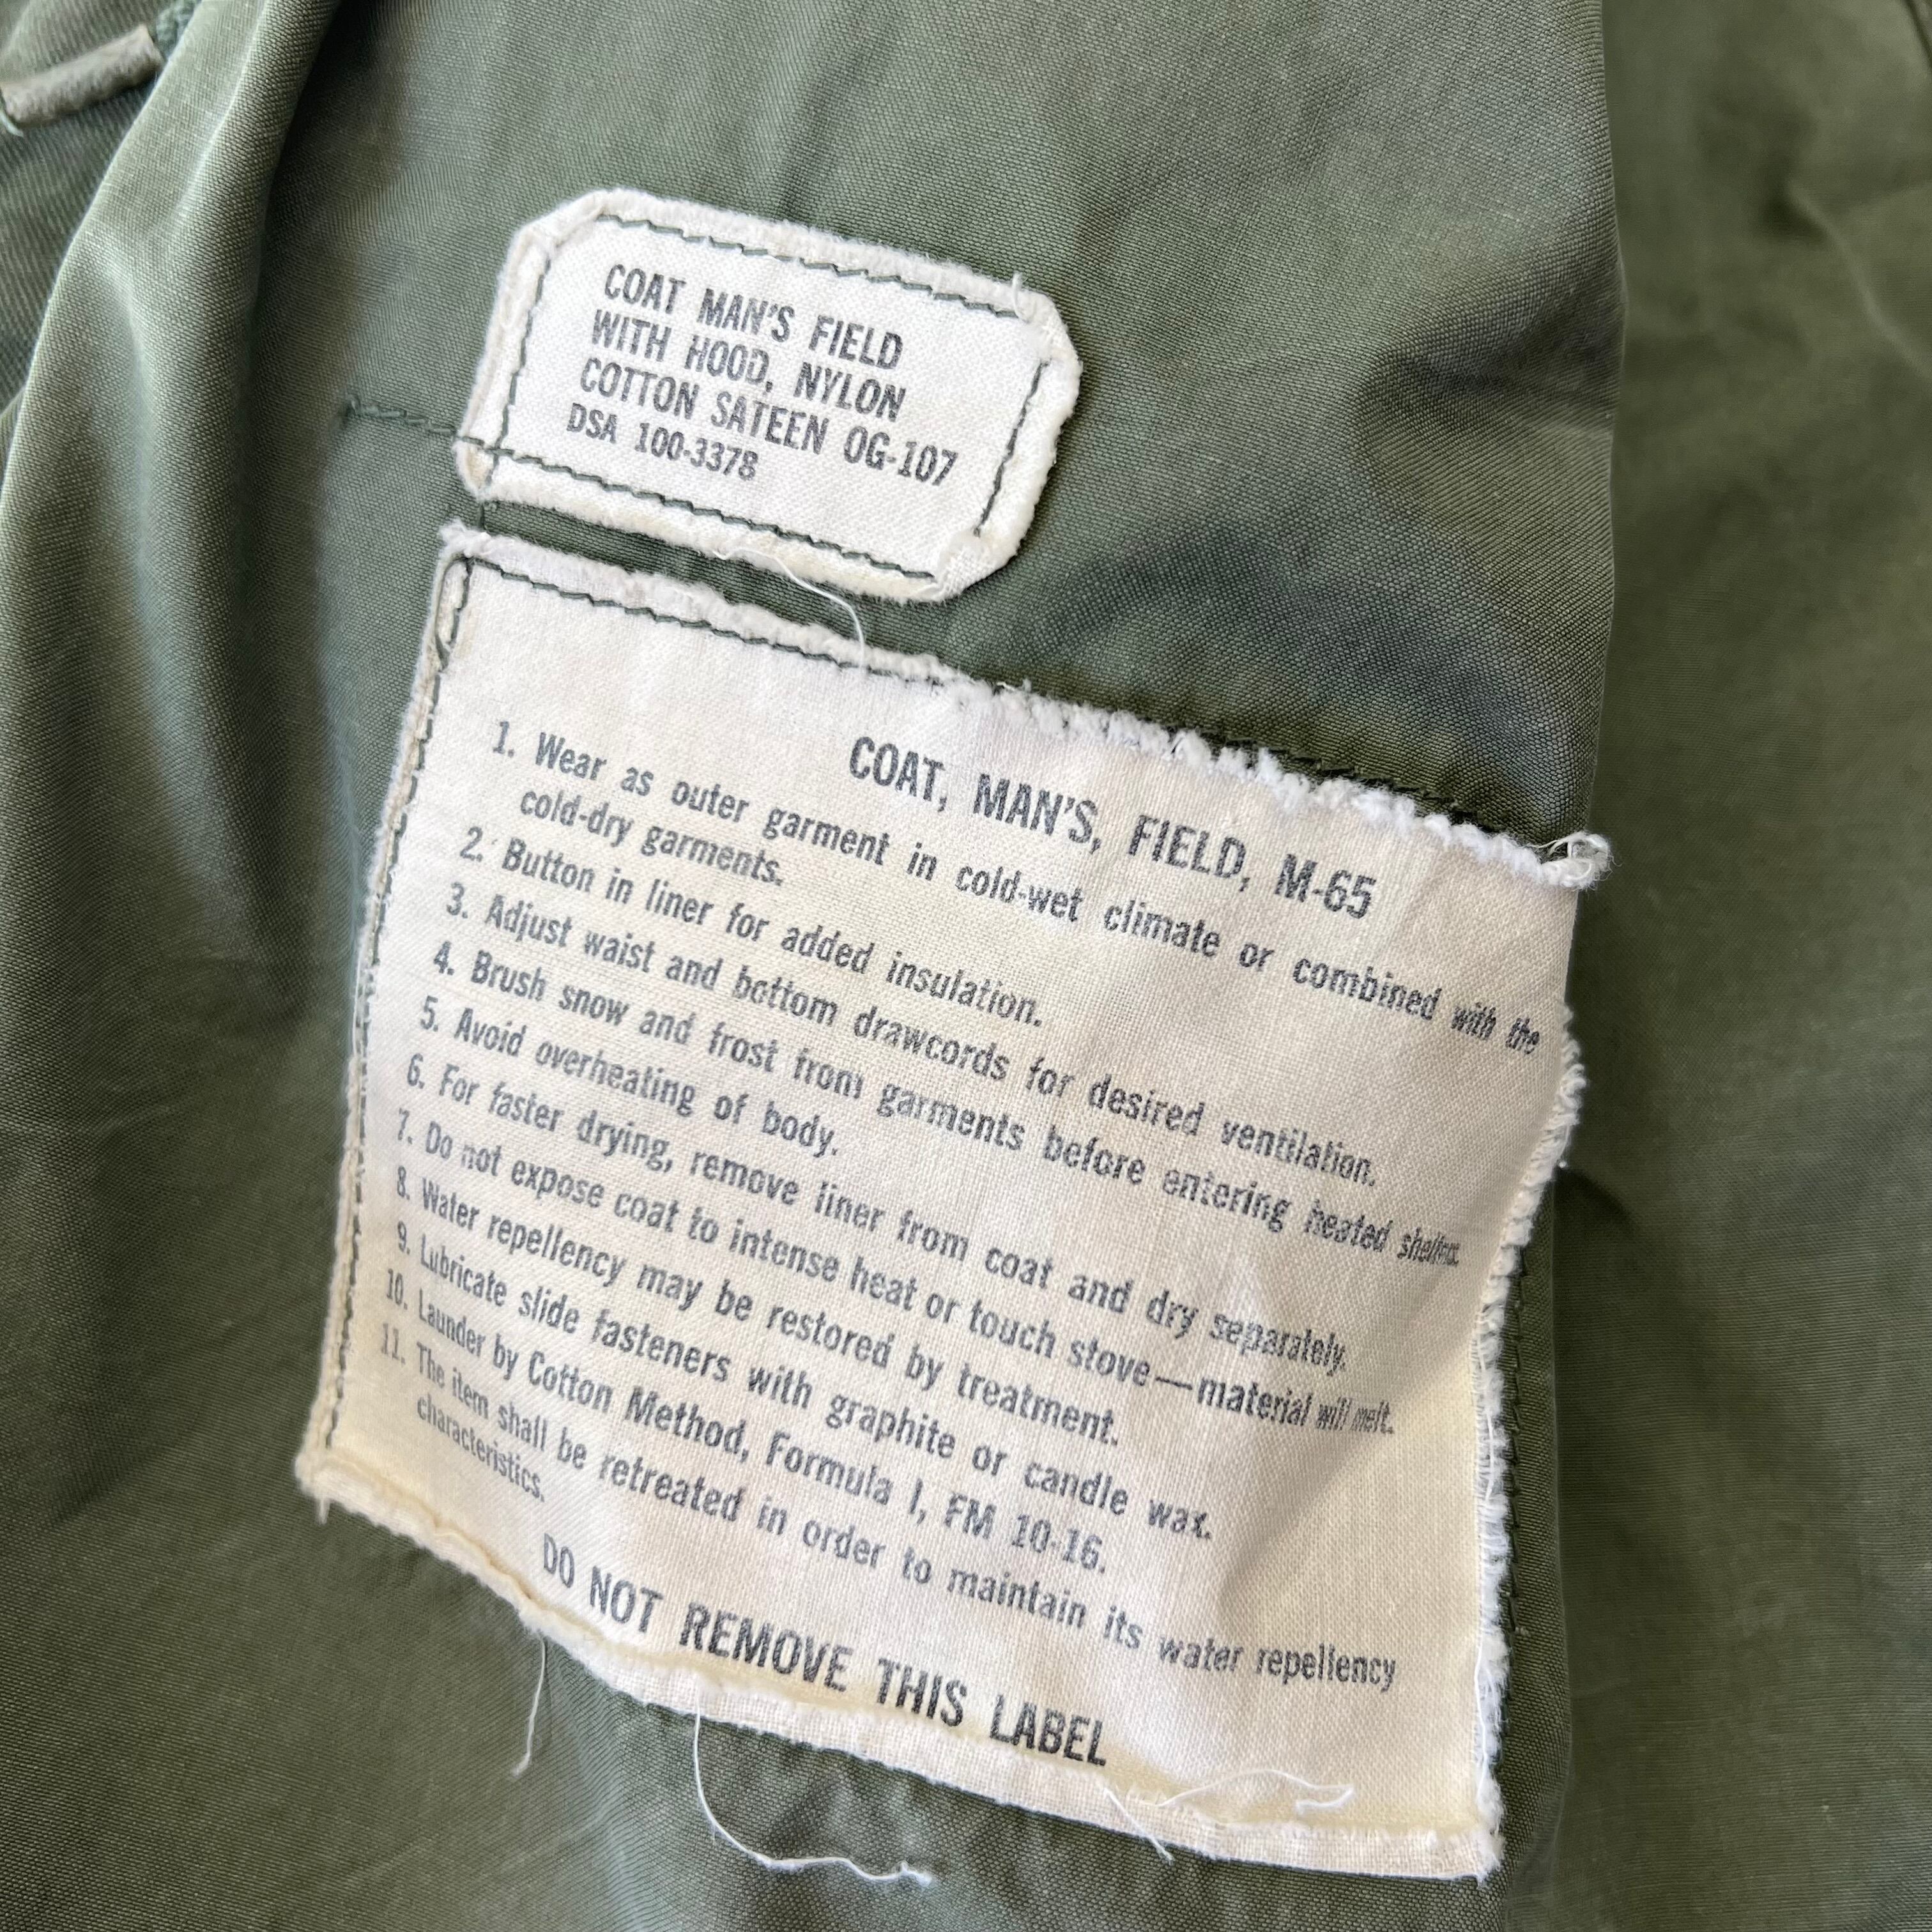 COAT MAN'S FIELD
WITH HOOD, NYLON
COTTON SATEEN OG-107
DSA 100-3378
COAT, MAN'S, FIELD, M-65
1. Wear as outer garment in cold-wet climate or combined with the
cold-dry garments.
2. Button in liner for added insulation.
3. Adjust waist and bottom drawcords for desired ventilation.
4. Brush snow and frost from garments before entering heated shelters.
5. Avoid overheating of body.
6. For faster drying, remove liner from coat and dry separately.
7. Do not expose coat to intense heat or touch stove—material will melt.
8. Water repellency may be restored by treatment.
9. Lubricate slide fasteners with graphite or candle wax.
10. Launder by Cotton Method, Formula I, FM 10-16.
11. The item shall be retreated in order to maintain its water repellency
characteristics.
DO NOT REMOVE THIS LABEL